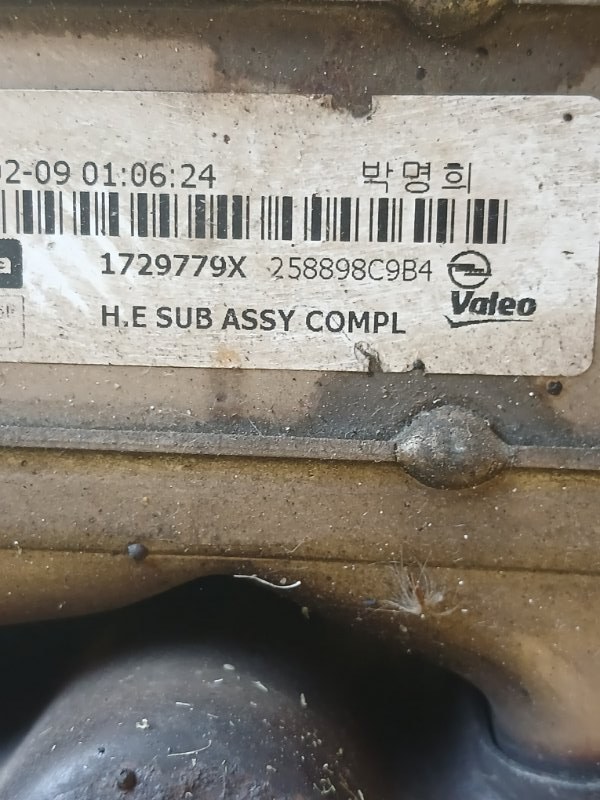 02-09 01:06:24 박명희
a 1729779X 258898C9B4
Valeo
H.E SUB ASSY COMPL